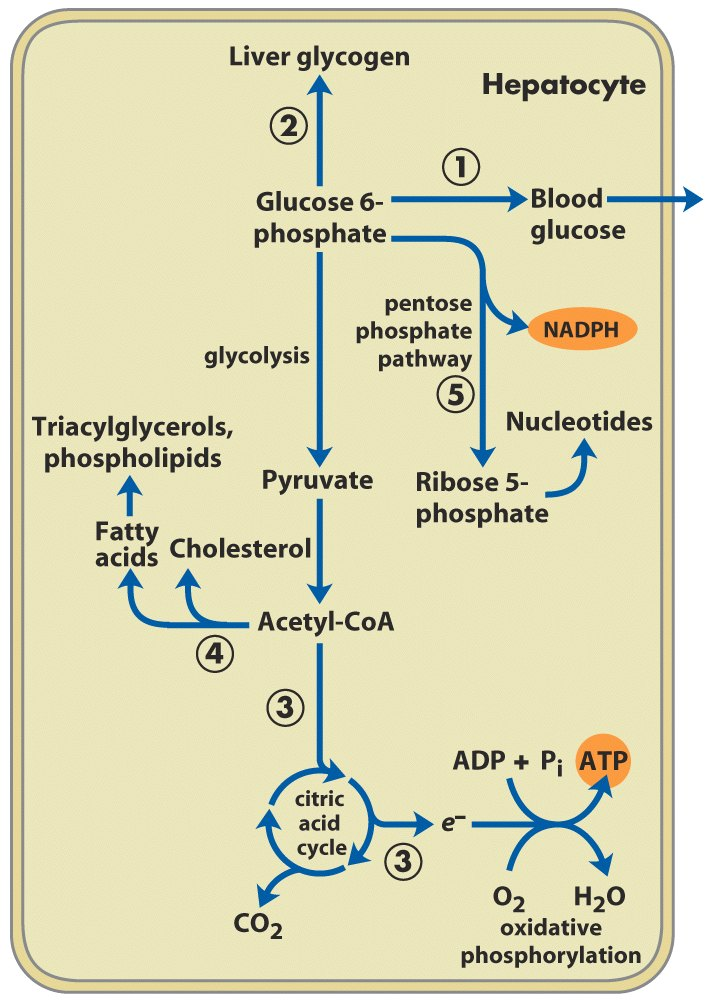 Liver glycogen
Hepatocyte
②
①
Glucose 6-
phosphate
Blood
glucose
pentose
phosphate
pathway
NADPH
glycolysis
⑤
Triacylglycerols,
phospholipids
Nucleotides
Pyruvate
Ribose 5-
phosphate
Fatty
acids
Cholesterol
Acetyl-CoA
④
③
ADP + Pi
ATP
citric
acid
cycle
e–
③
CO2
O2
H2O
oxidative
phosphorylation